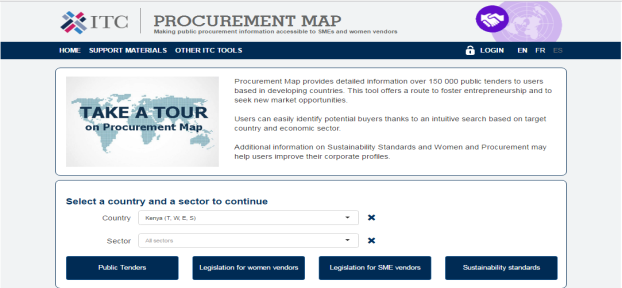 ITC PROCUREMENT MAP
Making public procurement information accessible to SMEs and women vendors
HOME SUPPORT MATERIALS OTHER ITC TOOLS LOGIN EN FR ES
TAKE A TOUR
on Procurement Map
Procurement Map provides detailed information over 150 000 public tenders to users
based in developing countries. This tool offers a route to foster entrepreneurship and to
seek new market opportunities.
Users can easily identify potential buyers thanks to an intuitive search based on target
country and economic sector.
Additional information on Sustainability Standards and Women and Procurement may
help users improve their corporate profiles.
Select a country and a sector to continue
Country Kenya (T, W, E, S)
Sector All sectors
Public Tenders Legislation for women vendors Legislation for SME vendors Sustainability standards